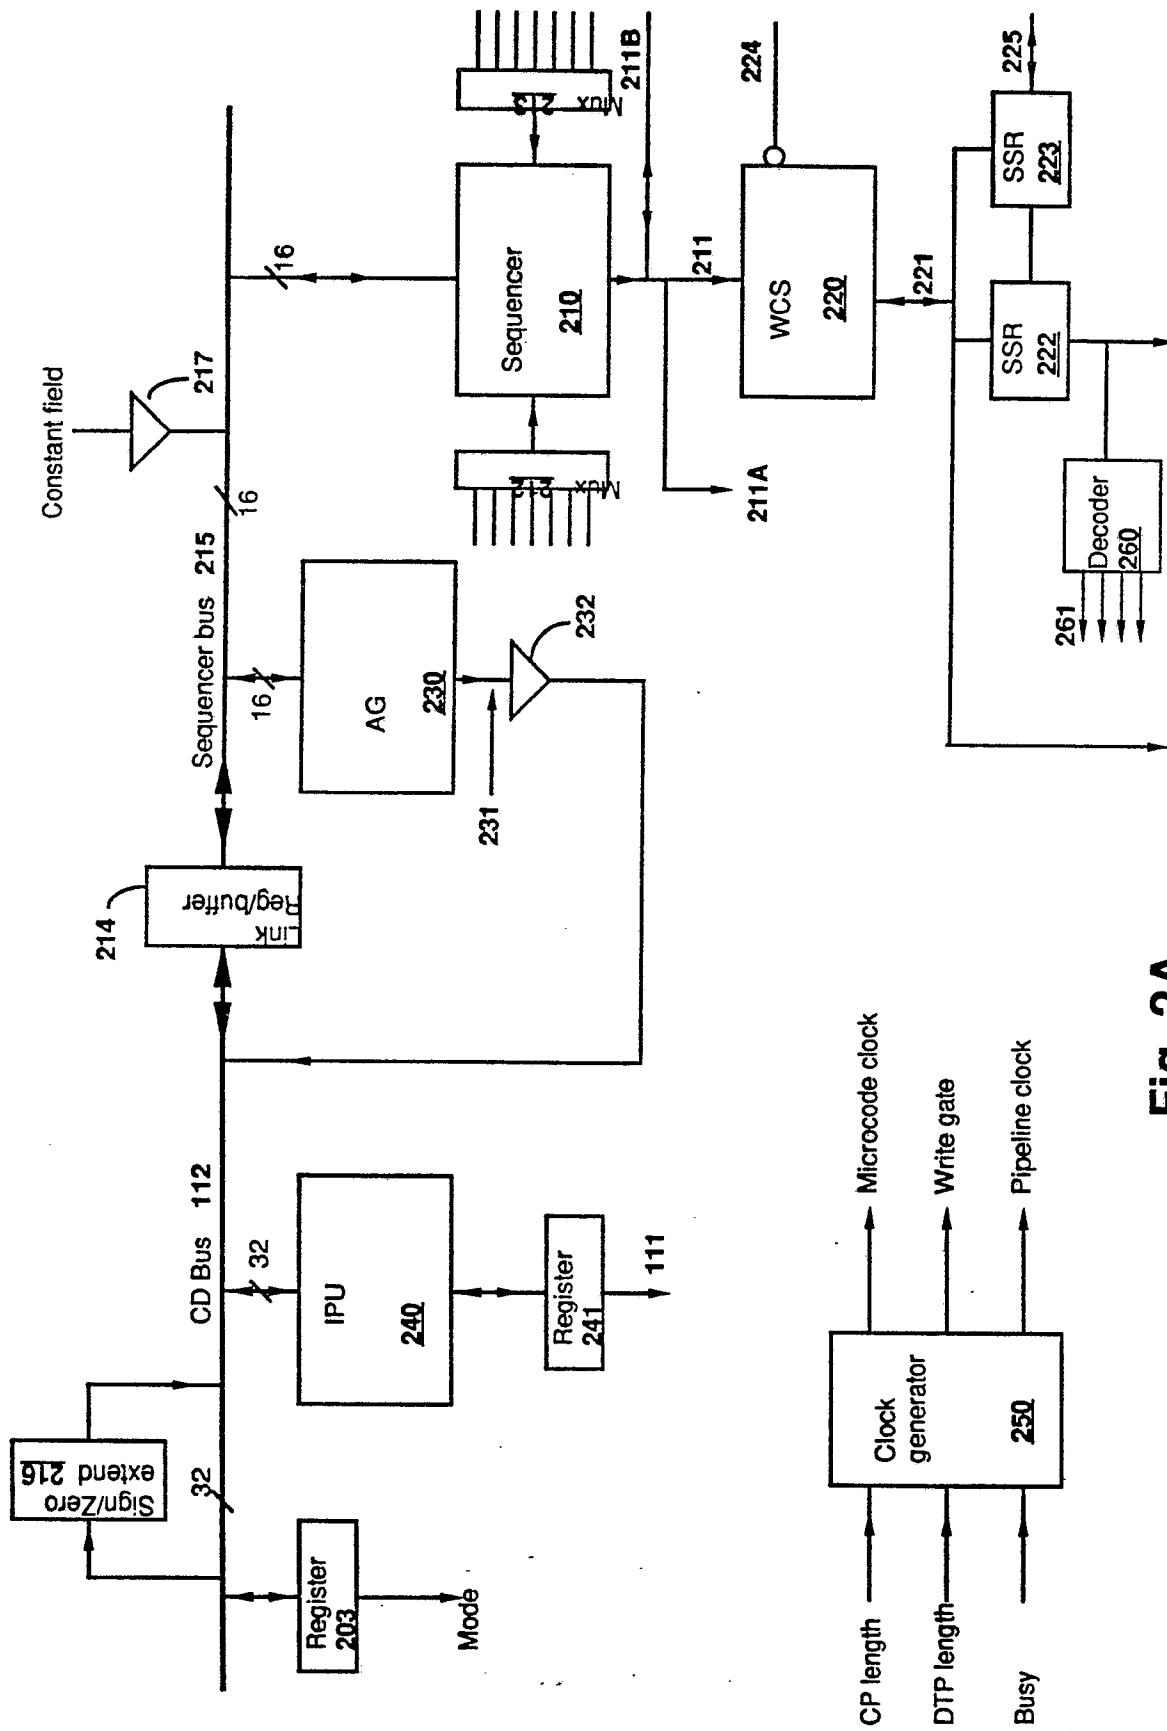 Constant field
217
16
Sequencer bus 215
16
16
214
Link
Reg/buffer
CD Bus 112
Sign/Zero
extend 216
32
32
Register
203
Mode
IPU
240
Register
241
111
AG
230
231
232
Mux
212
Sequencer
210
Mux
213
211B
211A
211
WCS
220
224
221
SSR
222
SSR
223
225
Decoder
260
261
CP length
DTP length
Busy
Clock
generator
250
Microcode clock
Write gate
Pipeline clock
Fig. 2A